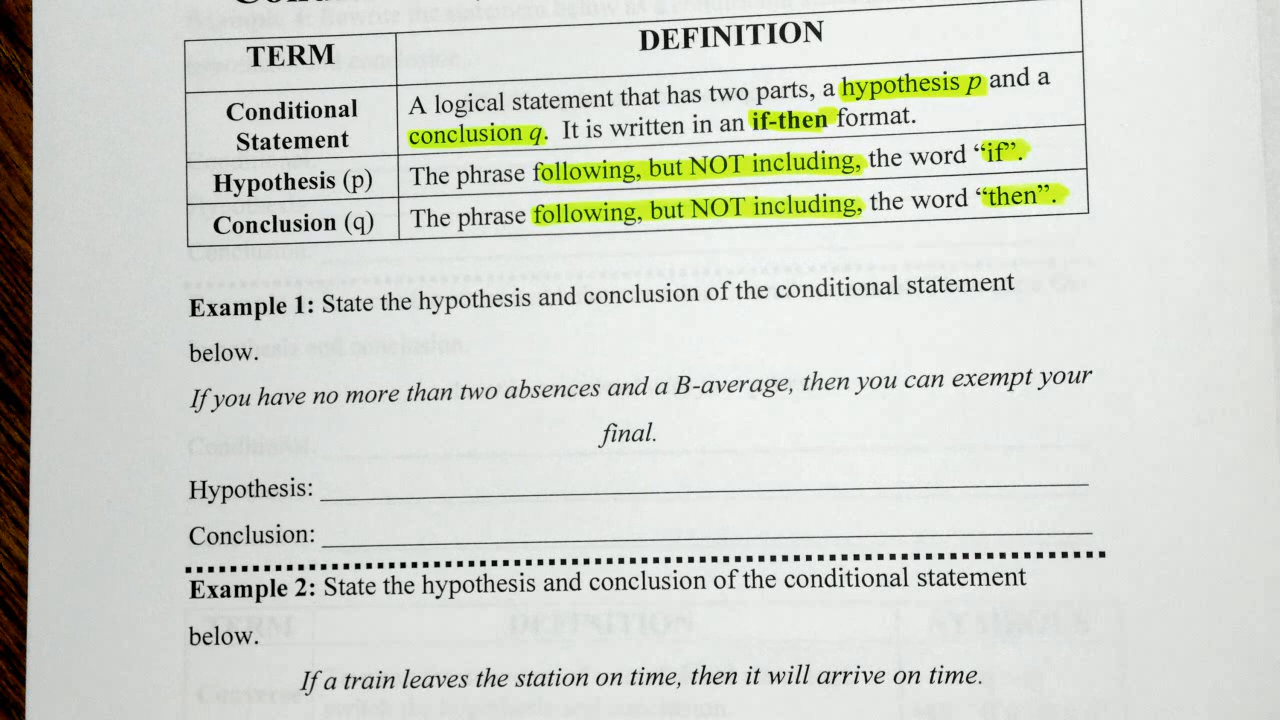 TERM
DEFINITION
Conditional
Statement
A logical statement that has two parts, a hypothesis p and a
conclusion q. It is written in an if-then format.
Hypothesis (p)
The phrase following, but NOT including, the word “if”.
Conclusion (q)
The phrase following, but NOT including, the word “then”.
Example 1: State the hypothesis and conclusion of the conditional statement
below.
If you have no more than two absences and a B-average, then you can exempt your
final.
Hypothesis:
Conclusion:
Example 2: State the hypothesis and conclusion of the conditional statement
below.
If a train leaves the station on time, then it will arrive on time.